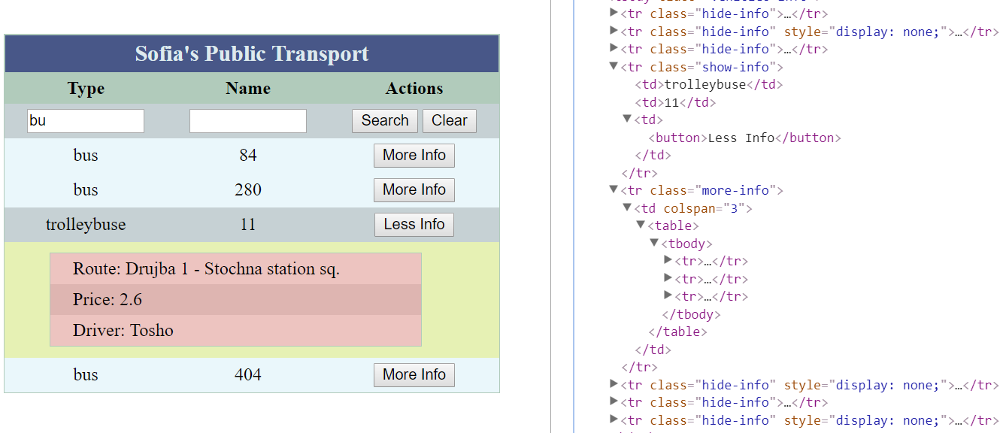 Sofia's Public Transport
Type Name Actions
bu Search Clear
bus 84 More Info
bus 280 More Info
trolleybuse 11 Less Info
Route: Drujba 1 - Stochna station sq.
Price: 2.6
Driver: Tosho
bus 404 More Info
<tr class="hide-info">…</tr>
<tr class="hide-info" style="display: none;">…</tr>
<tr class="hide-info">…</tr>
<tr class="show-info">
<td>trolleybuse</td>
<td>11</td>
<td>
<button>Less Info</button>
</td>
</tr>
<tr class="more-info">
<td colspan="3">
<table>
<tbody>
<tr>…</tr>
<tr>…</tr>
<tr>…</tr>
</tbody>
</table>
</td>
</tr>
<tr class="hide-info" style="display: none;">…</tr>
<tr class="hide-info">…</tr>
<tr class="hide-info" style="display: none;">…</tr>